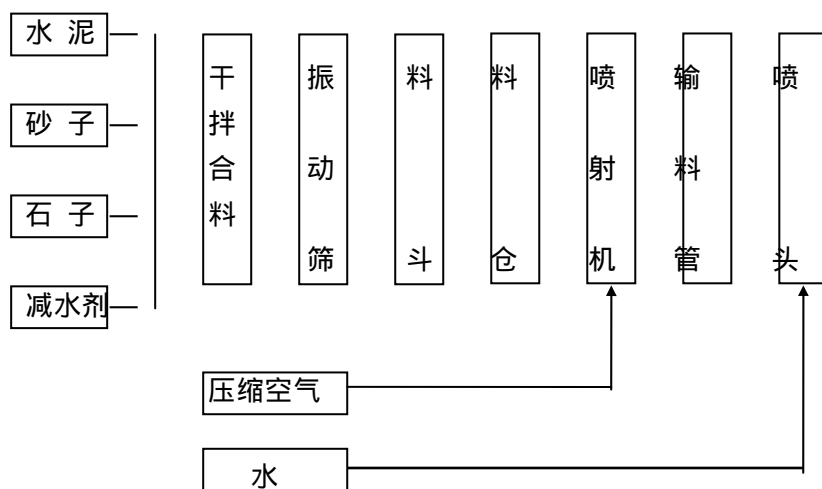 水 泥
砂 子
石 子
减水剂
干拌合料
振动筛
料斗
料仓
喷射机
输料管
喷头
压缩空气
水